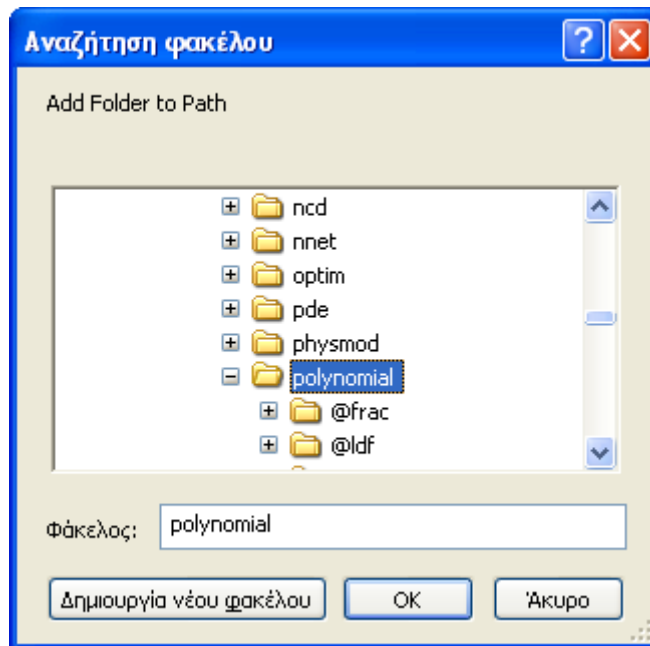 Αναζήτηση φακέλου
Add Folder to Path
ncd
nnet
optim
pde
physmod
polynomial
@frac
@ldf
Φάκελος: polynomial
Δημιουργία νέου φακέλου OK Άκυρο